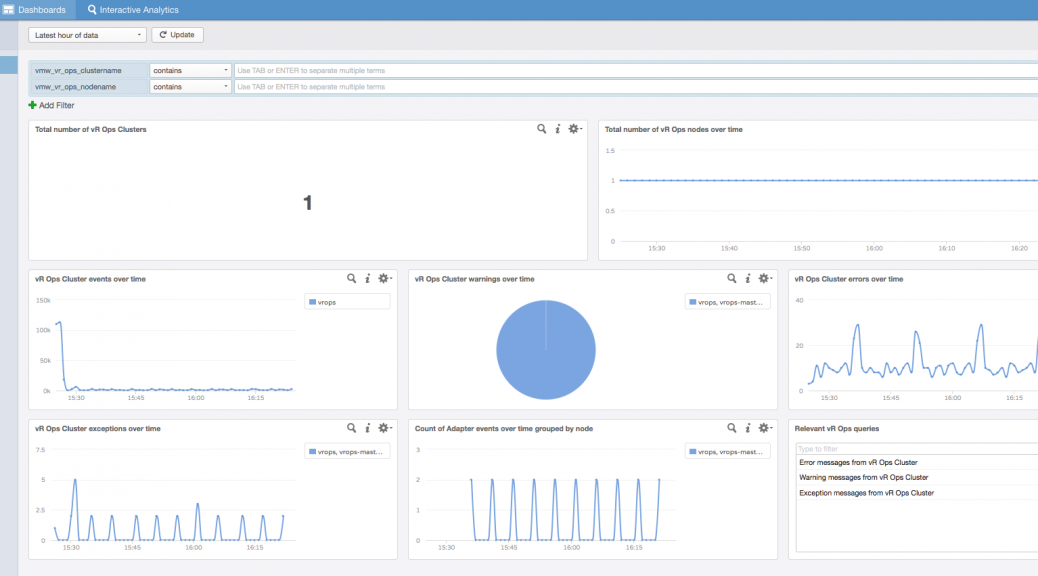 Dashboards
Interactive Analytics
Latest hour of data
Update
vmw_vr_ops_clustername contains Use TAB or ENTER to separate multiple terms
vmw_vr_ops_nodename contains Use TAB or ENTER to separate multiple terms
Add Filter
Total number of vR Ops Clusters
1
Total number of vR Ops nodes over time
1.5
1
0.5
0
15:30 15:40 15:50 16:00 16:10 16:20
vR Ops Cluster events over time
vrops
150k
100k
50k
0k
15:30 15:45 16:00 16:15
vR Ops Cluster warnings over time
vrops, vrops-mast...
vR Ops Cluster errors over time
40
20
0
15:30 15:45 16:00 16:15
vR Ops Cluster exceptions over time
vrops, vrops-mast...
7.5
5
2.5
0
15:30 15:45 16:00 16:15
Count of Adapter events over time grouped by node
vrops, vrops-mast...
3
2
1
0
15:30 15:45 16:00 16:15
Relevant vR Ops queries
Type to filter
Error messages from vR Ops Cluster
Warning messages from vR Ops Cluster
Exception messages from vR Ops Cluster